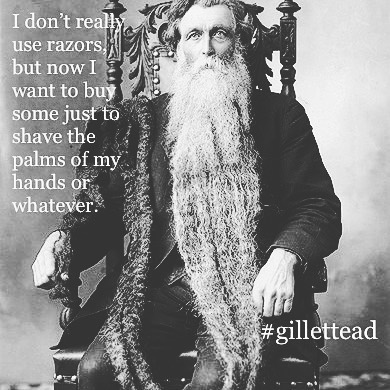 I don't really
use razors,
but now I
want to buy
some just to
shave the
palms of my
hands or
whatever.
#gillettead